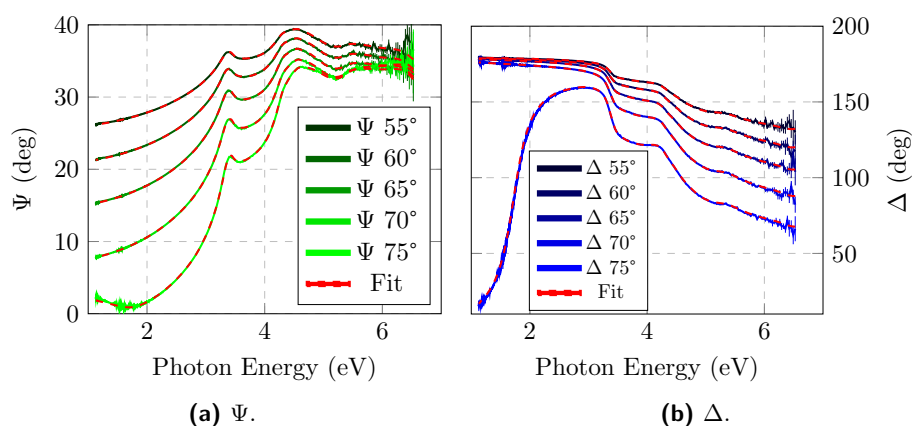 40
30
20
10
0
Ψ (deg)
2
4
6
Photon Energy (eV)
Ψ 55°
Ψ 60°
Ψ 65°
Ψ 70°
Ψ 75°
Fit
(a) Ψ.
200
150
100
50
Δ (deg)
2
4
6
Photon Energy (eV)
Δ 55°
Δ 60°
Δ 65°
Δ 70°
Δ 75°
Fit
(b) Δ.